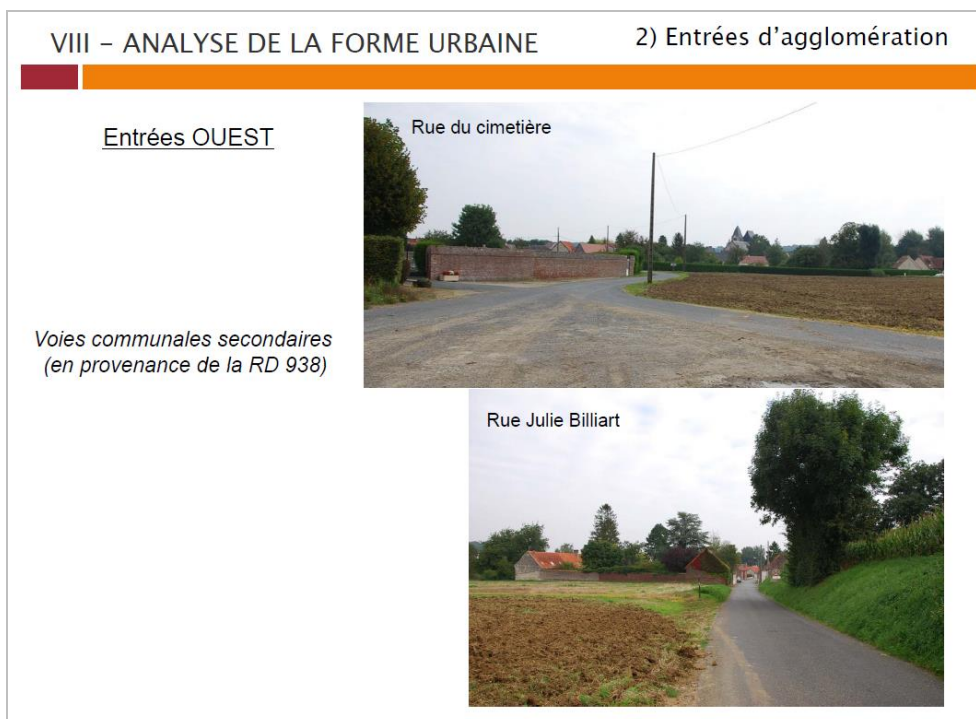 VIII – ANALYSE DE LA FORME URBAINE
2) Entrées d'agglomération
Entrées OUEST
Rue du cimetière
Voies communales secondaires
(en provenance de la RD 938)
Rue Julie Billiart